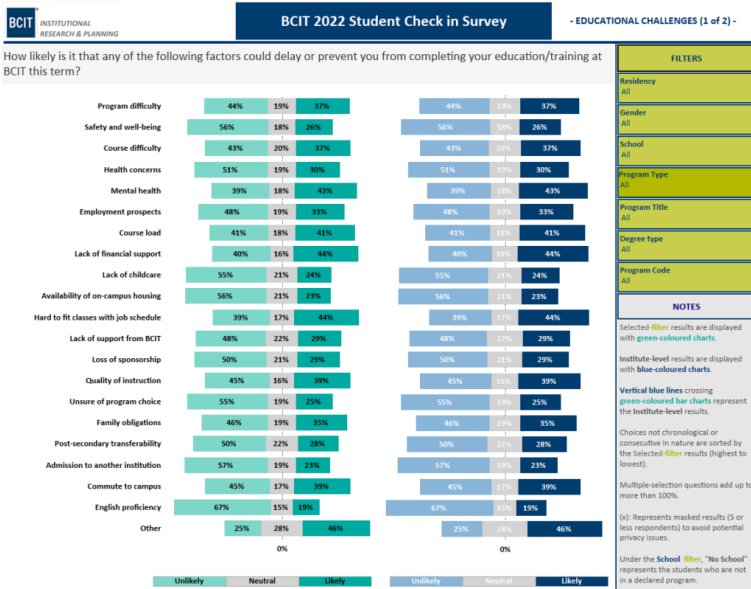 BCIT INSTITUTIONAL
RESEARCH & PLANNING
BCIT 2022 Student Check in Survey
- EDUCATIONAL CHALLENGES (1 of 2) -
How likely is it that any of the following factors could delay or prevent you from completing your education/training at
BCIT this term?
Program difficulty 44% 19% 37% 44% 19% 37%
Safety and well-being 56% 18% 26% 56% 18% 26%
Course difficulty 43% 20% 37% 43% 20% 37%
Health concerns 51% 19% 30% 51% 19% 30%
Mental health 39% 18% 43% 39% 18% 43%
Employment prospects 48% 19% 33% 48% 19% 33%
Course load 41% 18% 41% 41% 18% 41%
Lack of financial support 40% 16% 44% 40% 16% 44%
Lack of childcare 55% 21% 24% 55% 21% 24%
Availability of on-campus housing 56% 21% 23% 56% 21% 23%
Hard to fit classes with job schedule 39% 17% 44% 39% 17% 44%
Lack of support from BCIT 48% 22% 29% 48% 22% 29%
Loss of sponsorship 50% 21% 29% 50% 21% 29%
Quality of instruction 45% 16% 39% 45% 16% 39%
Unsure of program choice 55% 19% 25% 55% 19% 25%
Family obligations 46% 19% 35% 46% 19% 35%
Post-secondary transferability 50% 22% 28% 50% 22% 28%
Admission to another institution 57% 19% 23% 57% 19% 23%
Commute to campus 45% 17% 39% 45% 17% 39%
English proficiency 67% 15% 19% 67% 15% 19%
Other 25% 28% 46% 25% 28% 46%
0% 0%
Unlikely Neutral Likely Unlikely Neutral Likely
FILTERS
Residency
All
Gender
All
School
All
Program Type
All
Program Title
All
Degree type
All
Program Code
All
NOTES
Selected-filter results are displayed
with green-coloured charts.
Institute-level results are displayed
with blue-coloured charts.
Vertical blue lines crossing
green-coloured bar charts represent
the Institute-level results.
Choices not chronological or
consecutive in nature are sorted by
the Selected-filter results (highest to
lowest).
Multiple-selection questions add up to
more than 100%.
(x): Represents masked results (5 or
less respondents) to avoid potential
privacy issues.
Under the School filter, "No School"
represents the students who are not
in a declared program.